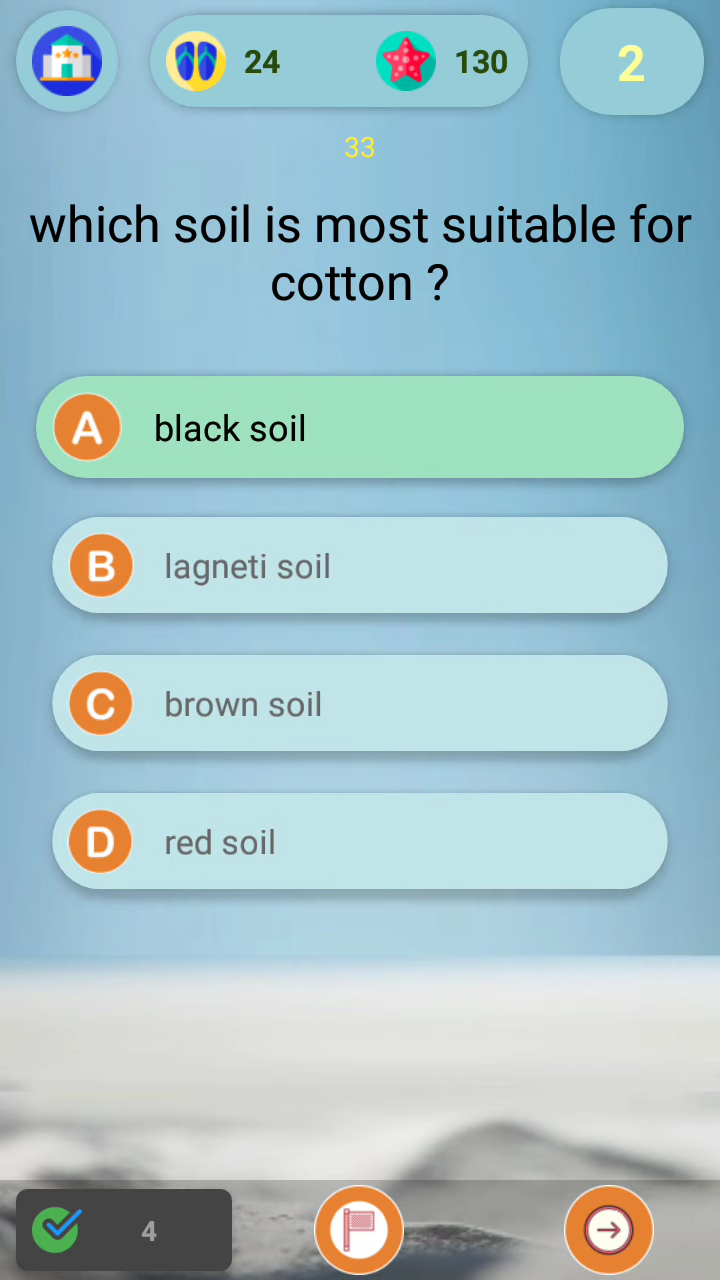 24 130 2
33
which soil is most suitable for
cotton ?
A black soil
B lagneti soil
C brown soil
D red soil
4